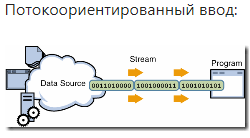 Потокоориентированный ввод:
Stream
Program
Data Source
0011010000
1001000011
1001010101